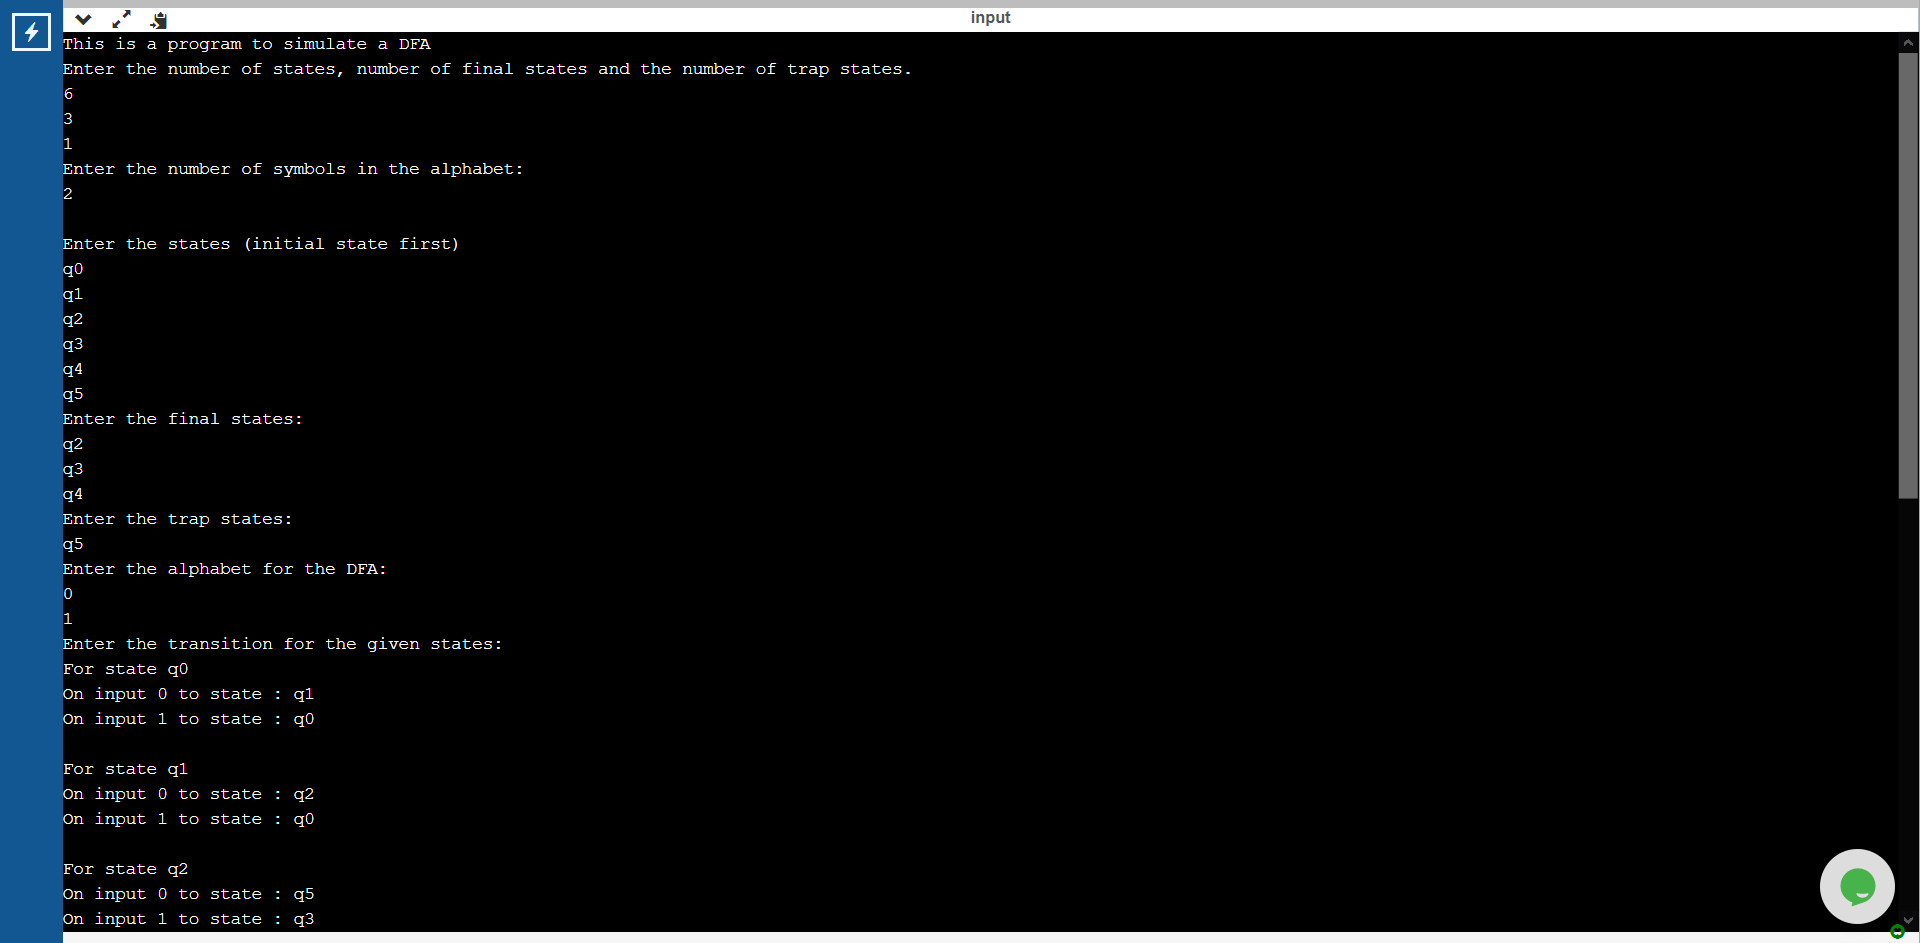 input
This is a program to simulate a DFA
Enter the number of states, number of final states and the number of trap states.
6
3
1
Enter the number of symbols in the alphabet:
2
Enter the states (initial state first)
q0
q1
q2
q3
q4
q5
Enter the final states:
q2
q3
q4
Enter the trap states:
q5
Enter the alphabet for the DFA:
0
1
Enter the transition for the given states:
For state q0
On input 0 to state : q1
On input 1 to state : q0
For state q1
On input 0 to state : q2
On input 1 to state : q0
For state q2
On input 0 to state : q5
On input 1 to state : q3